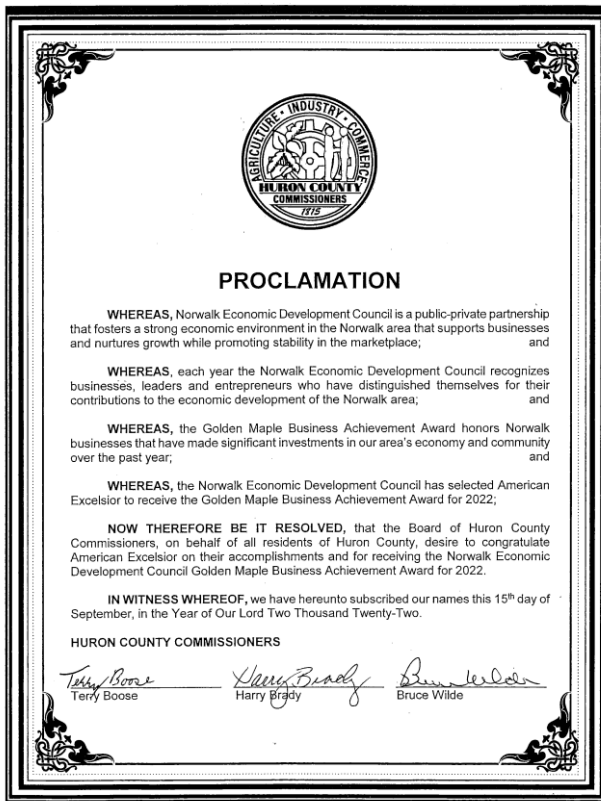 AGRICULTURE · INDUSTRY · COMMERCE
HURON COUNTY
COMMISSIONERS
1815
PROCLAMATION
WHEREAS, Norwalk Economic Development Council is a public-private partnership
that fosters a strong economic environment in the Norwalk area that supports businesses
and nurtures growth while promoting stability in the marketplace; and
WHEREAS, each year the Norwalk Economic Development Council recognizes
businesses, leaders and entrepreneurs who have distinguished themselves for their
contributions to the economic development of the Norwalk area; and
WHEREAS, the Golden Maple Business Achievement Award honors Norwalk
businesses that have made significant investments in our area's economy and community
over the past year; and
WHEREAS, the Norwalk Economic Development Council has selected American
Excelsior to receive the Golden Maple Business Achievement Award for 2022;
NOW THEREFORE BE IT RESOLVED, that the Board of Huron County
Commissioners, on behalf of all residents of Huron County, desire to congratulate
American Excelsior on their accomplishments and for receiving the Norwalk Economic
Development Council Golden Maple Business Achievement Award for 2022.
IN WITNESS WHEREOF, we have hereunto subscribed our names this 15th day of
September, in the Year of Our Lord Two Thousand Twenty-Two.
HURON COUNTY COMMISSIONERS
Terry Boose Harry Brady Bruce Wilde
Terry Boose Harry Brady Bruce Wilde